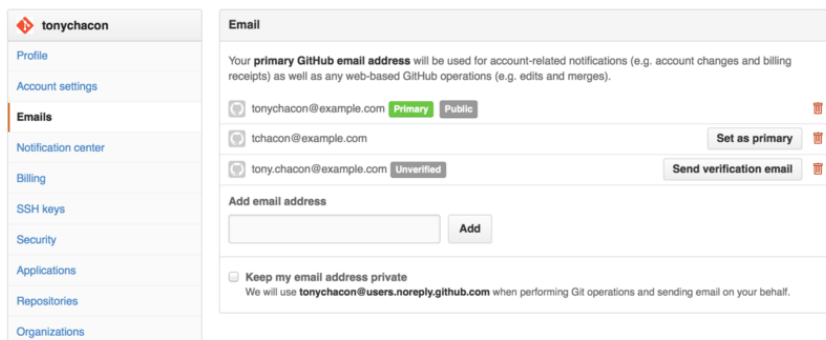 tonychacon
Profile
Account settings
Emails
Notification center
Billing
SSH keys
Security
Applications
Repositories
Organizations
Email
Your primary GitHub email address will be used for account-related notifications (e.g. account changes and billing
receipts) as well as any web-based GitHub operations (e.g. edits and merges).
tonychacon@example.com Primary Public
tchacon@example.com Set as primary
tony.chacon@example.com Unverified Send verification email
Add email address
Add
Keep my email address private
We will use tonychacon@users.noreply.github.com when performing Git operations and sending email on your behalf.